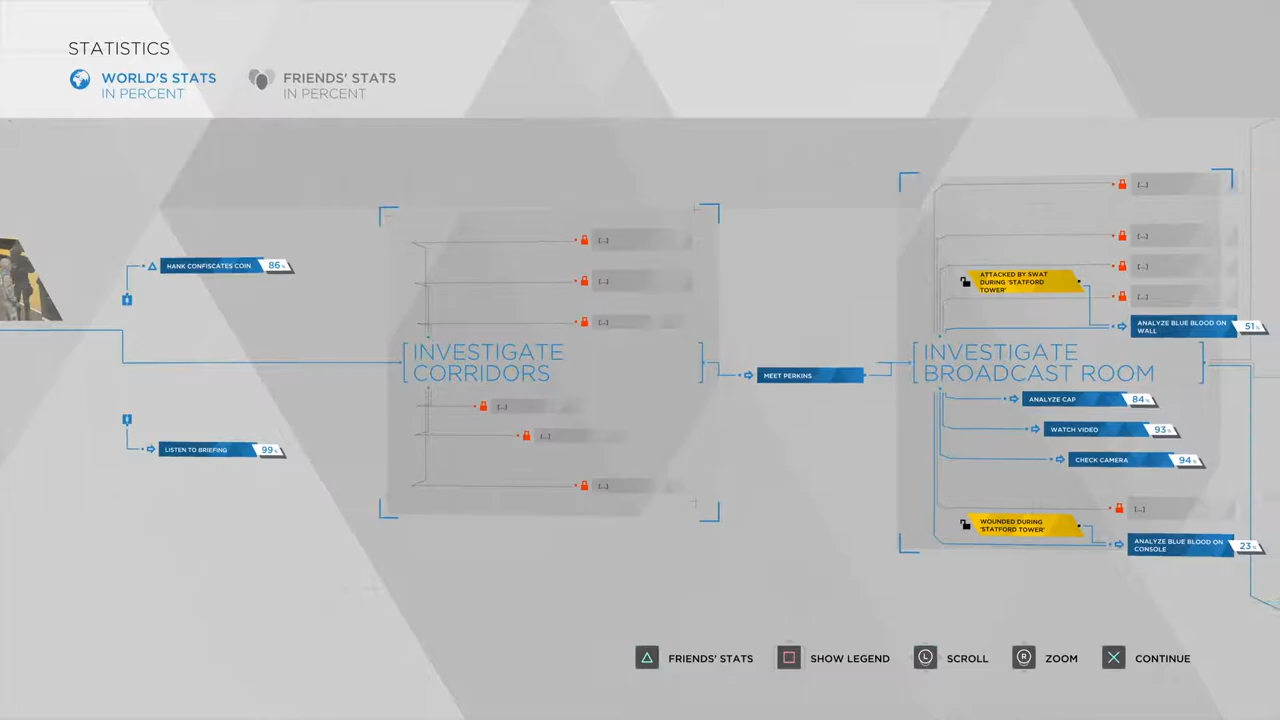 STATISTICS
WORLD'S STATS
IN PERCENT
FRIENDS' STATS
IN PERCENT
HANK CONFISCATES COIN 86%
LISTEN TO BRIEFING 99%
[...]
[...]
[...]
INVESTIGATE
CORRIDORS
[...]
[...]
[...]
MEET PERKINS
[...]
[...]
[...]
ATTACKED BY SWAT
DURING 'STATFORD
TOWER'
[...]
ANALYZE BLUE BLOOD ON
WALL
51%
INVESTIGATE
BROADCAST ROOM
ANALYZE CAP 84%
WATCH VIDEO 93%
CHECK CAMERA 94%
[...]
WOUNDED DURING
'STATFORD TOWER'
ANALYZE BLUE BLOOD ON
CONSOLE
23%
FRIENDS' STATS
SHOW LEGEND
L SCROLL
R ZOOM
CONTINUE